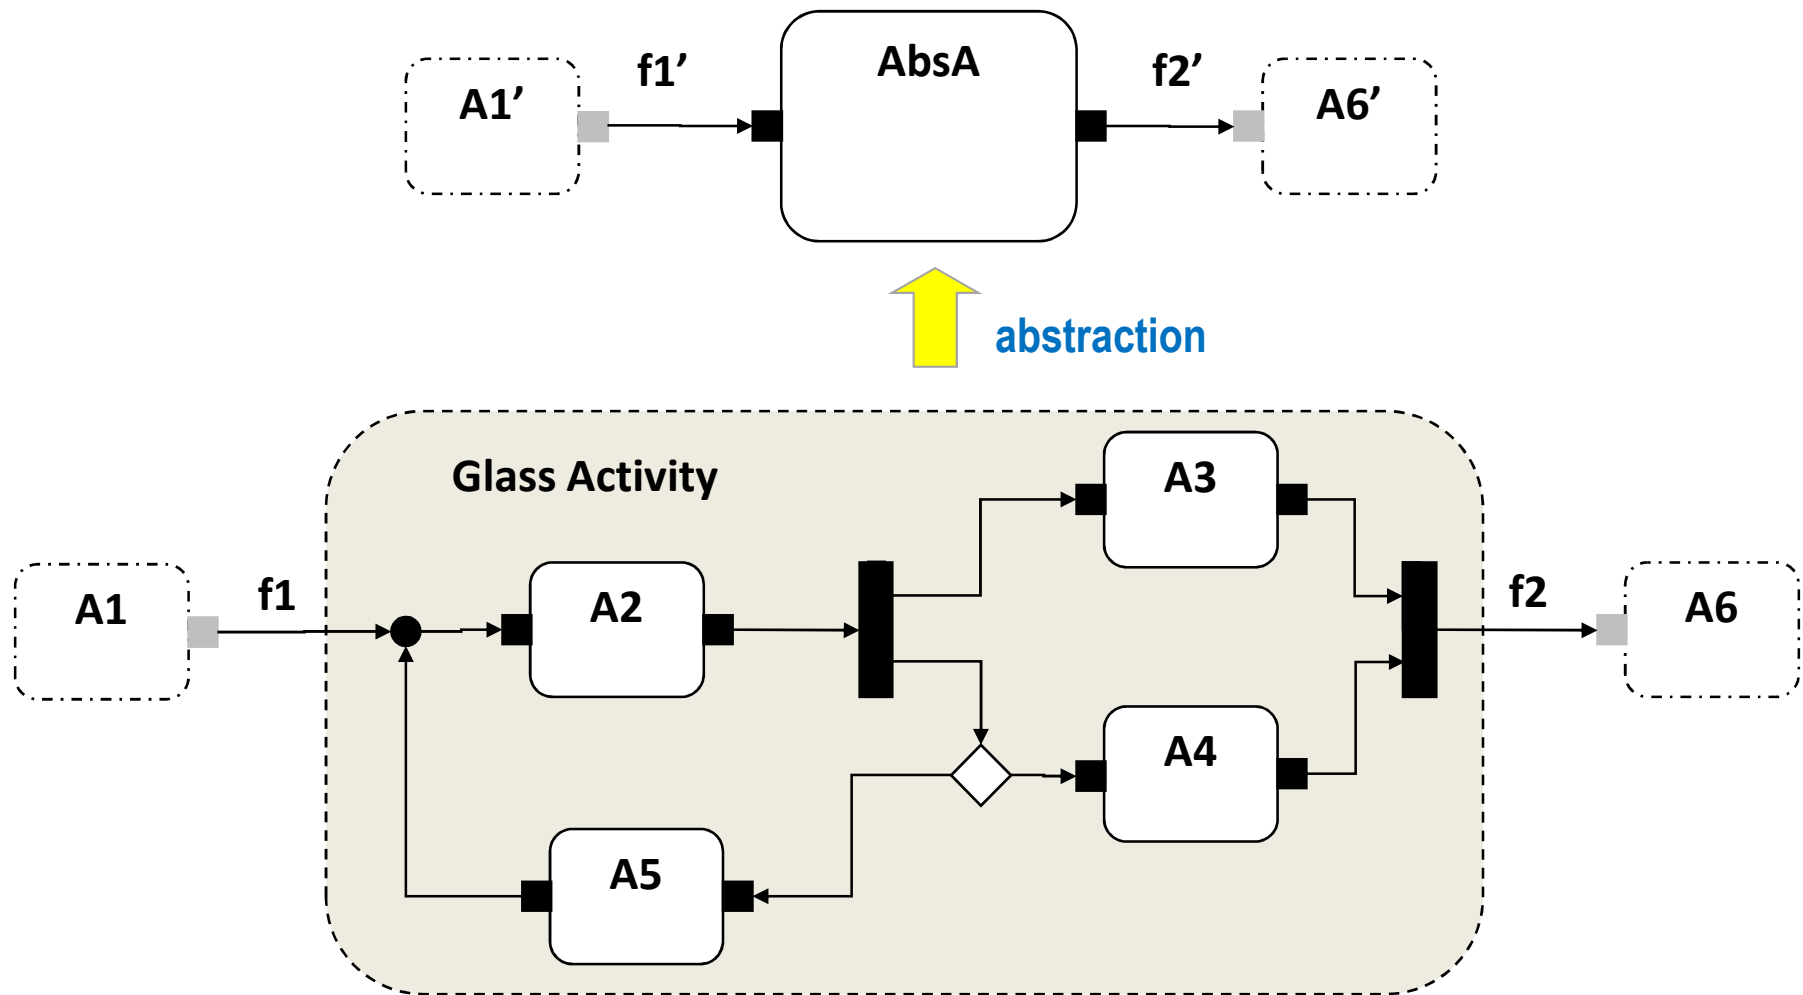 AbsA
f1’
f2’
A1’
A6’
abstraction
Glass Activity
A3
A1
f1
A2
f2
A6
A4
A5